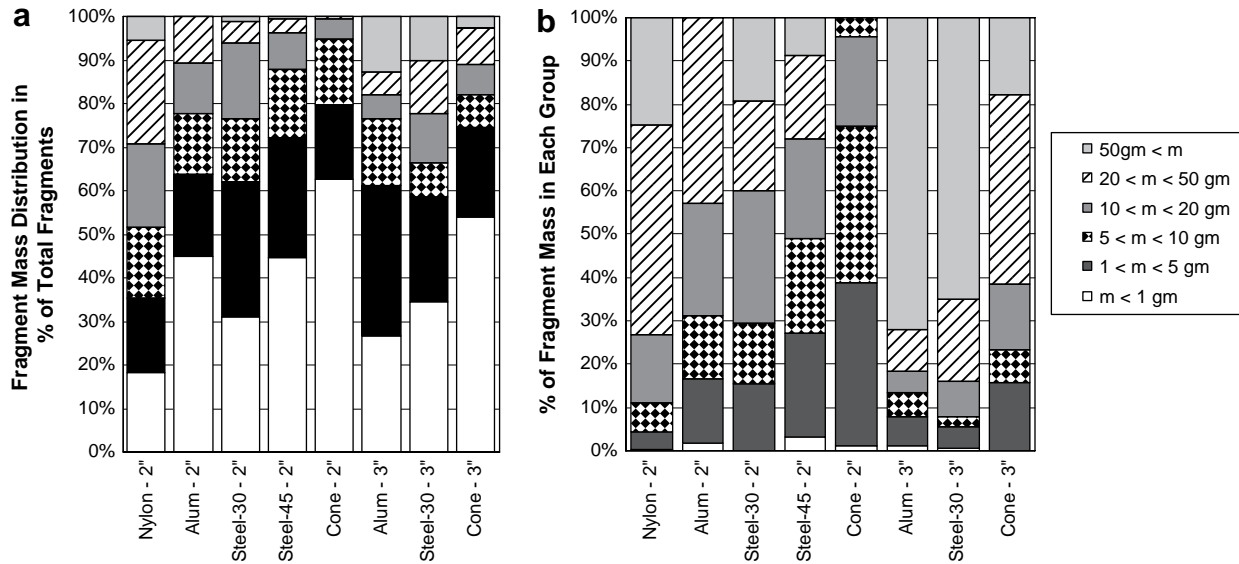 a
Fragment Mass Distribution in
% of Total Fragments
100%
90%
80%
70%
60%
50%
40%
30%
20%
10%
0%
Nylon - 2"
Alum - 2"
Steel-30 - 2"
Steel-45 - 2"
Cone - 2"
Alum - 3"
Steel-30 - 3"
Cone - 3"
b
% of Fragment Mass in Each Group
100%
90%
80%
70%
60%
50%
40%
30%
20%
10%
0%
Nylon - 2"
Alum - 2"
Steel-30 - 2"
Steel-45 - 2"
Cone - 2"
Alum - 3"
Steel-30 - 3"
Cone - 3"
50gm < m
20 < m < 50 gm
10 < m < 20 gm
5 < m < 10 gm
1 < m < 5 gm
m < 1 gm